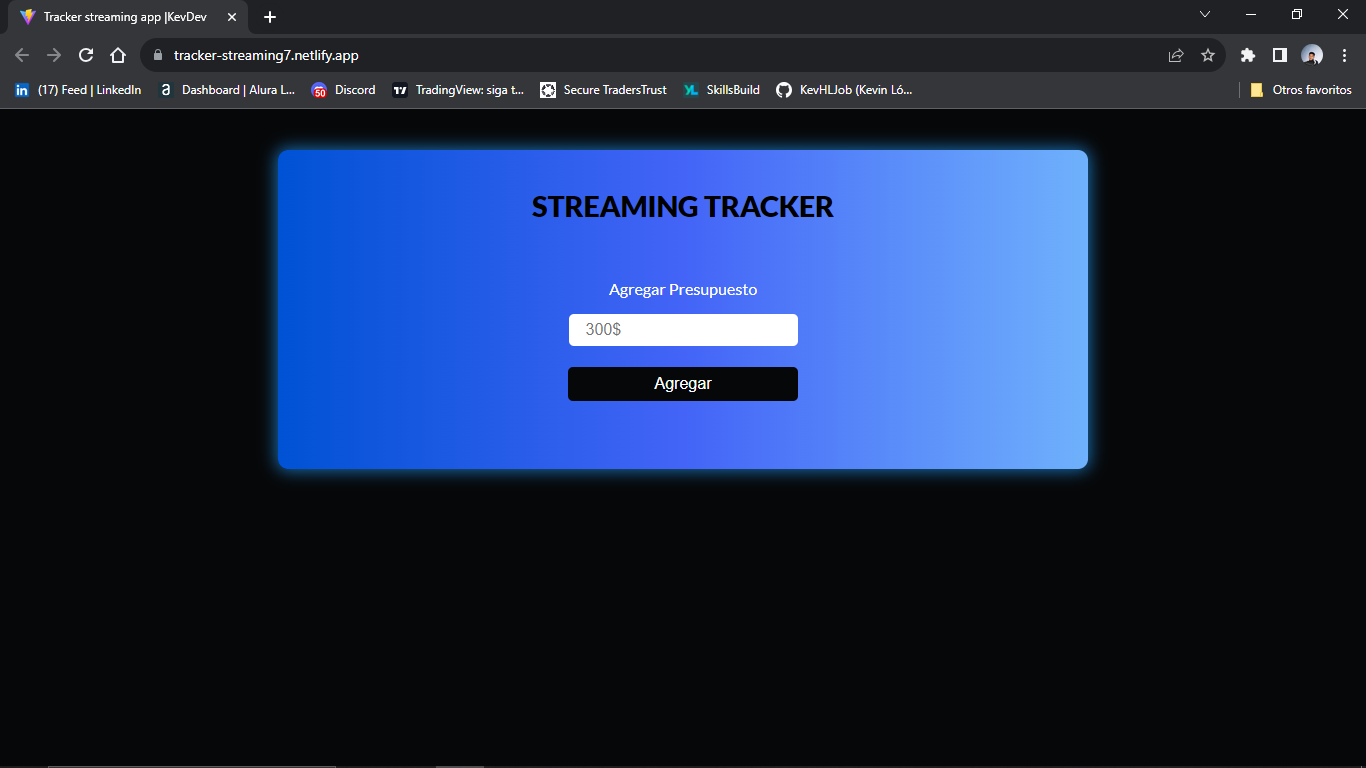 Tracker streaming app |KevDev
tracker-streaming7.netlify.app
(17) Feed | LinkedIn
Dashboard | Alura L...
50
Discord
TradingView: siga t...
Secure TradersTrust
SkillsBuild
KevHLJob (Kevin Ló...
Otros favoritos
STREAMING TRACKER
Agregar Presupuesto
300$
Agregar